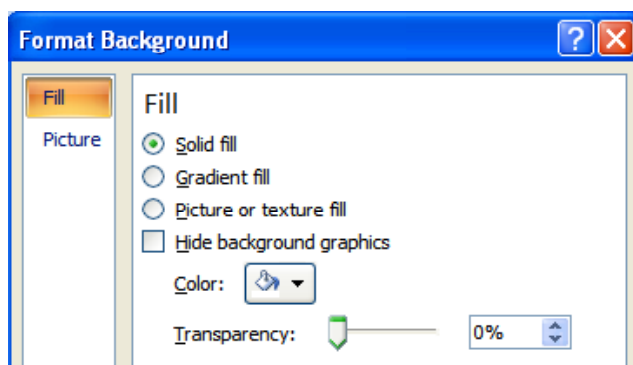 Format Background
?
Fill
Picture
Fill
Solid fill
Gradient fill
Picture or texture fill
Hide background graphics
Color:
Transparency: 0%